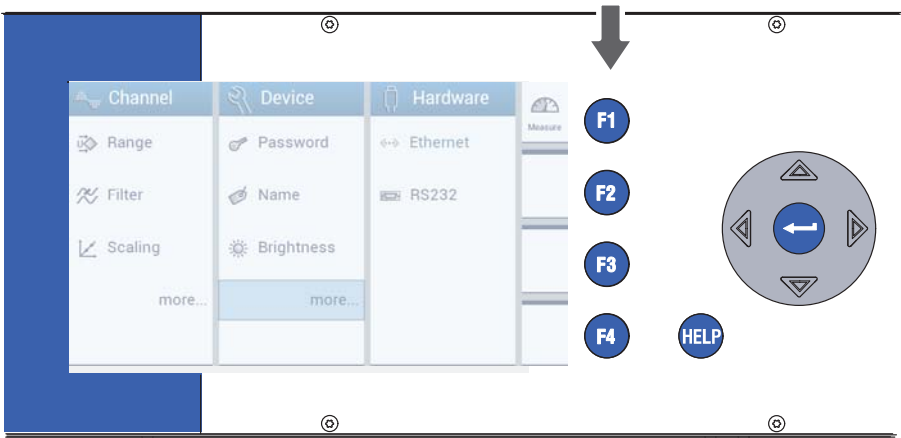 Channel
Device
Hardware
Measure
Range
Password
Ethernet
Filter
Name
RS232
Scaling
Brightness
more...
more...
F1
F2
F3
F4
HELP